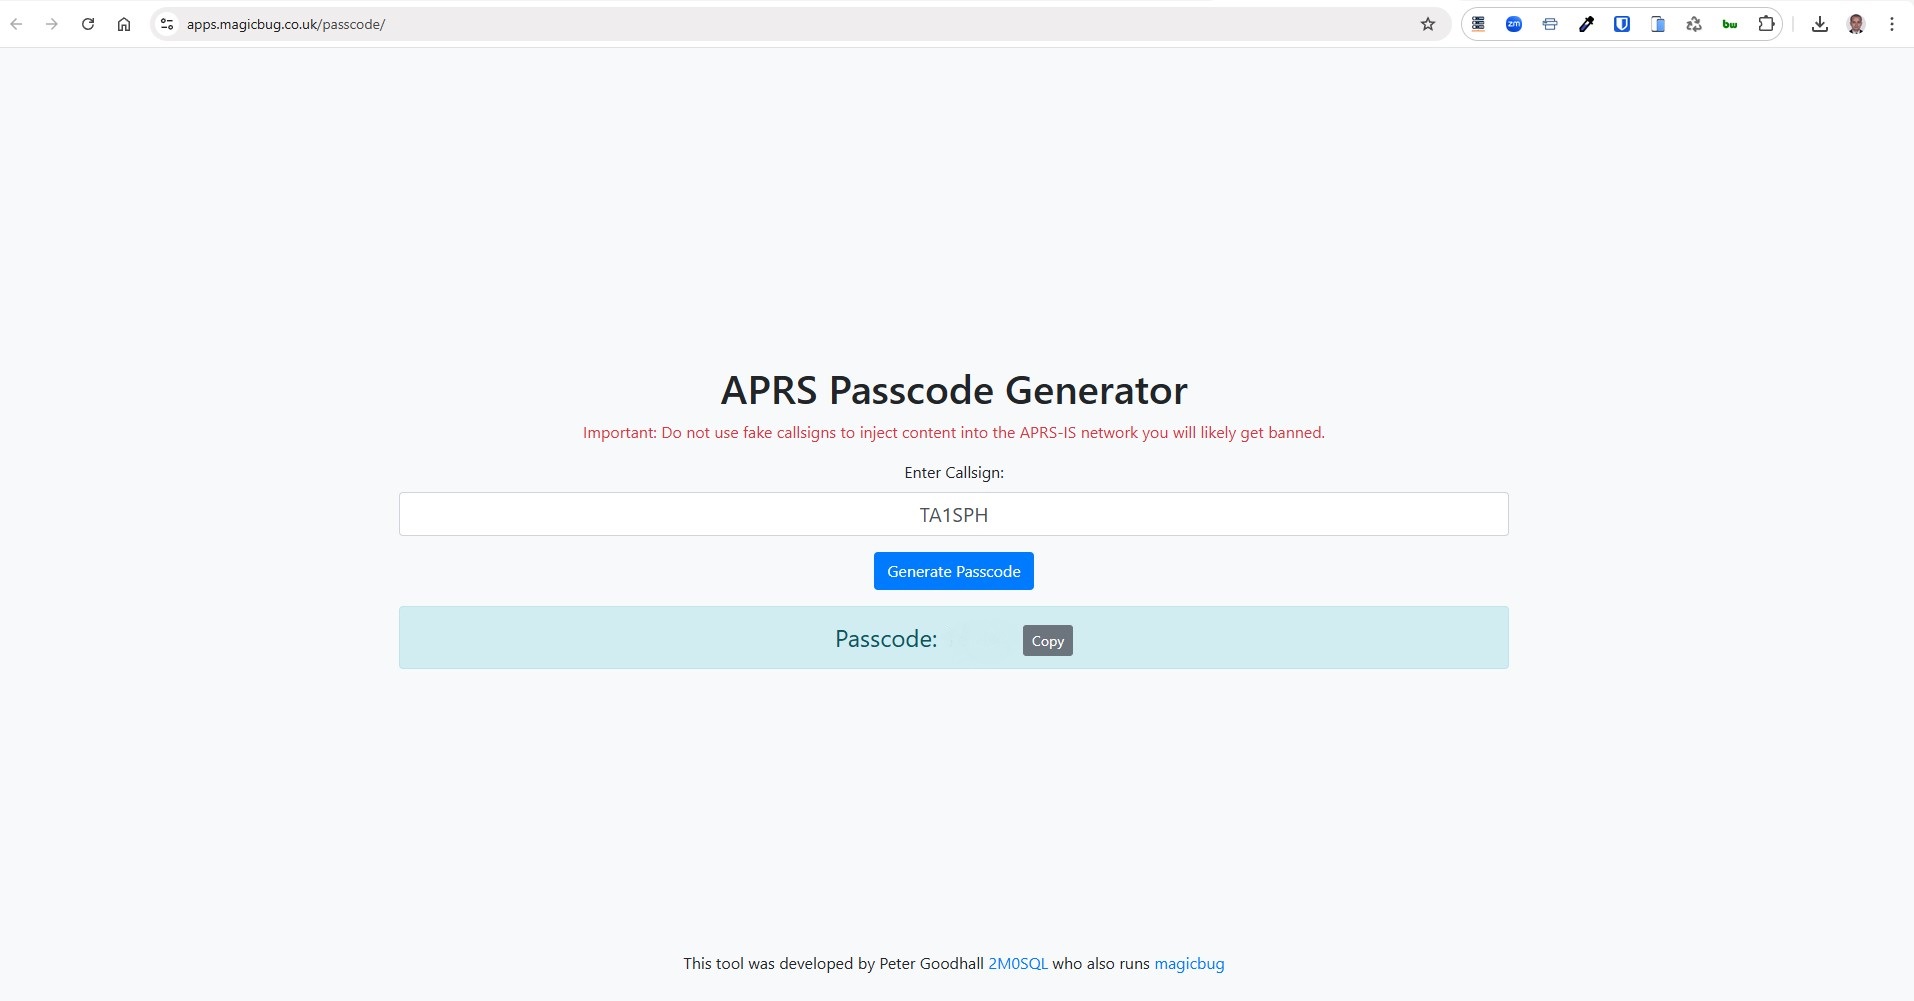 apps.magicbug.co.uk/passcode/
zm
bw
APRS Passcode Generator
Important: Do not use fake callsigns to inject content into the APRS-IS network you will likely get banned.
Enter Callsign:
TA1SPH
Generate Passcode
Passcode:
Copy
This tool was developed by Peter Goodhall 2M0SQL who also runs magicbug